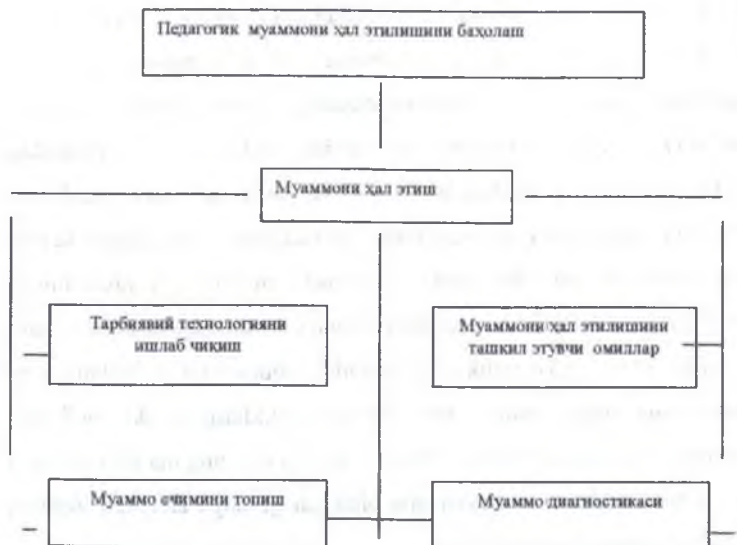 Педагогик муаммони ҳал этилишини баҳолаш
Муаммони ҳал этиш
Тарбиявий технологияни
ишлаб чиқиш
Муаммони ҳал этилишини
ташкил этувчи омиллар
Муаммо ечимини топиш
Муаммо диагностикаси